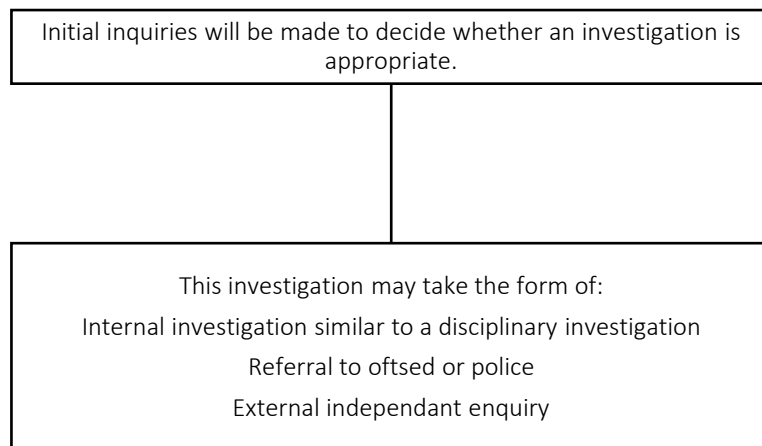 Initial inquiries will be made to decide whether an investigation is
appropriate.
This investigation may take the form of:
Internal investigation similar to a disciplinary investigation
Referral to oftsed or police
External independant enquiry